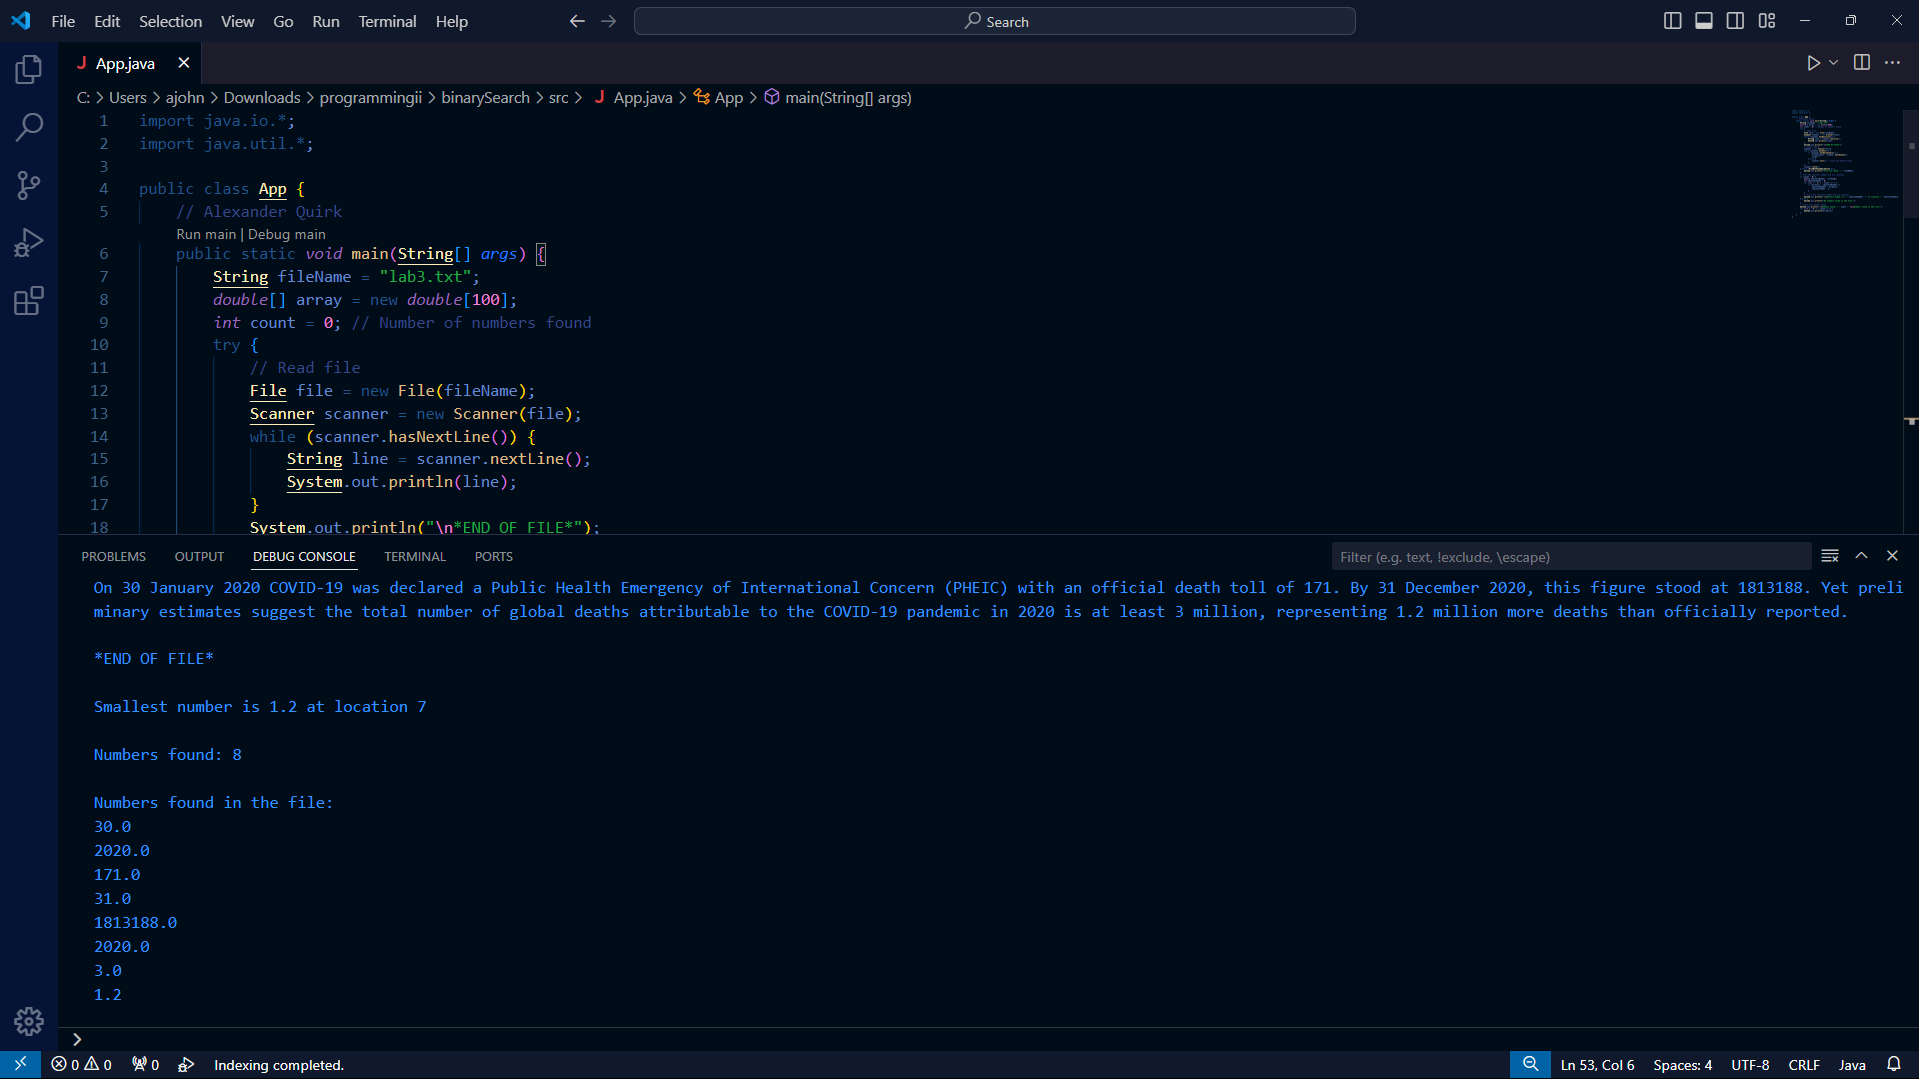 File Edit Selection View Go Run Terminal Help
Search
App.java
C: > Users > ajohn > Downloads > programmingii > binarySearch > src > App.java > App > main(String[] args)
1 import java.io.*;
2 import java.util.*;
3
4 public class App {
5 // Alexander Quirk
Run main | Debug main
6 public static void main(String[] args) {
7 String fileName = "lab3.txt";
8 double[] array = new double[100];
9 int count = 0; // Number of numbers found
10 try {
11 // Read file
12 File file = new File(fileName);
13 Scanner scanner = new Scanner(file);
14 while (scanner.hasNextLine()) {
15 String line = scanner.nextLine();
16 System.out.println(line);
17 }
18 System.out.println("\n*END OF FILE*");
PROBLEMS OUTPUT DEBUG CONSOLE TERMINAL PORTS
Filter (e.g. text, !exclude, \escape)
On 30 January 2020 COVID-19 was declared a Public Health Emergency of International Concern (PHEIC) with an official death toll of 171. By 31 December 2020, this figure stood at 1813188. Yet preli
minary estimates suggest the total number of global deaths attributable to the COVID-19 pandemic in 2020 is at least 3 million, representing 1.2 million more deaths than officially reported.
*END OF FILE*
Smallest number is 1.2 at location 7
Numbers found: 8
Numbers found in the file:
30.0
2020.0
171.0
31.0
1813188.0
2020.0
3.0
1.2
0 0 0 Indexing completed.
Ln 53, Col 6 Spaces: 4 UTF-8 CRLF Java